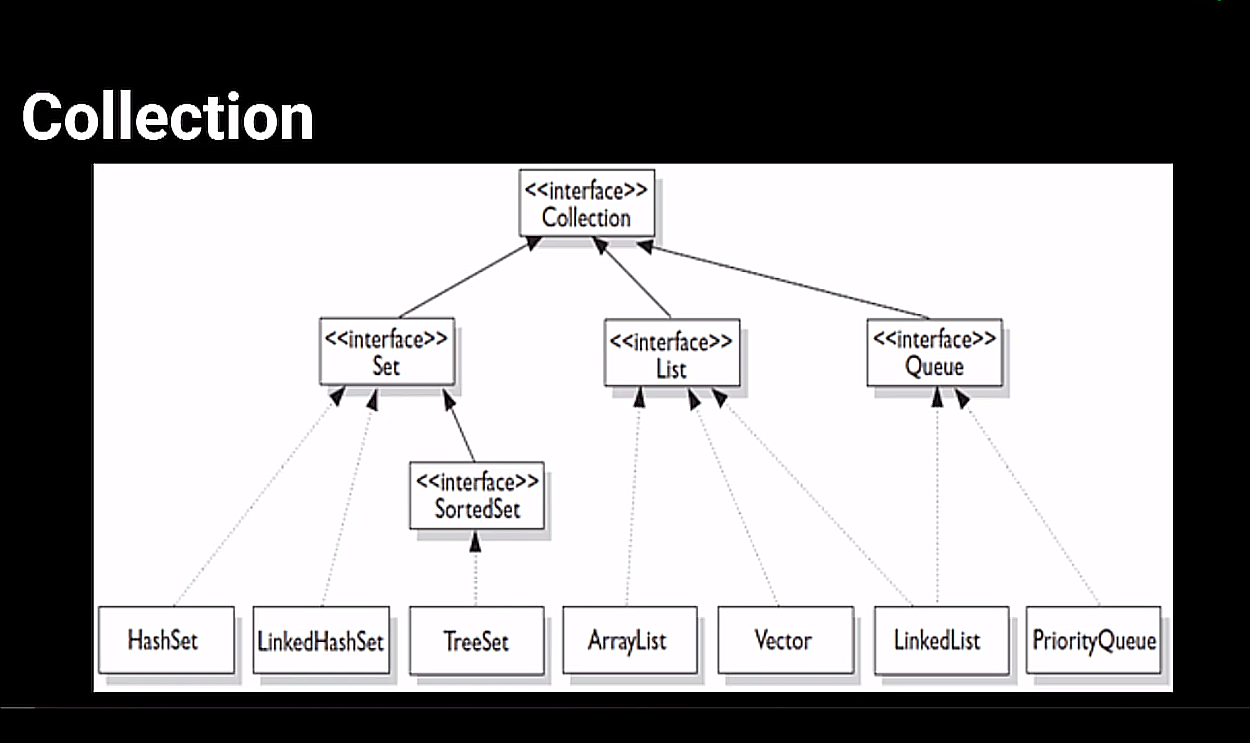 Collection
<<interface>>
Collection
<<interface>>
Set
<<interface>>
List
<<interface>>
Queue
<<interface>>
SortedSet
HashSet
LinkedHashSet
TreeSet
ArrayList
Vector
LinkedList
PriorityQueue